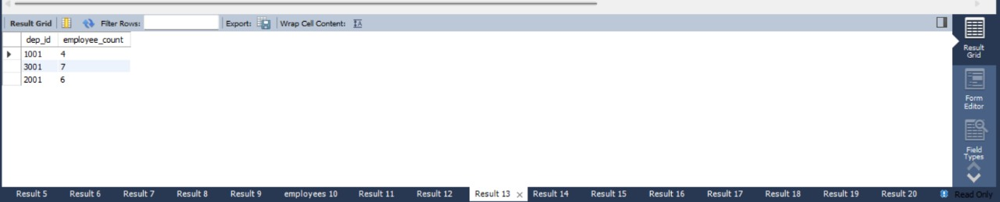 Result Grid Filter Rows: Export: Wrap Cell Content:
dep_id employee_count
1001 4
3001 7
2001 6
Result
Grid
Form
Editor
Field
Types
Result 5 Result 6 Result 7 Result 8 Result 9 employees 10 Result 11 Result 12 Result 13 Result 14 Result 15 Result 16 Result 17 Result 18 Result 19 Result 20 Read Only